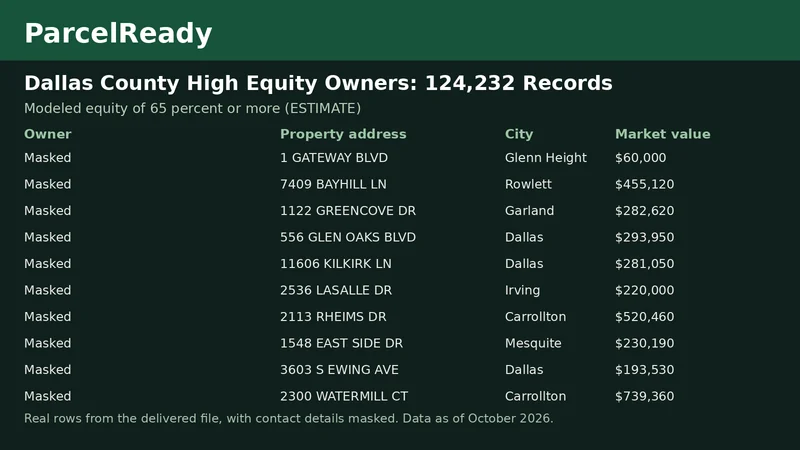 ParcelReady
Dallas County High Equity Owners: 124,232 Records
Modeled equity of 65 percent or more (ESTIMATE)
Owner Property address City Market value
Masked 1 GATEWAY BLVD Glenn Height $60,000
Masked 7409 BAYHILL LN Rowlett $455,120
Masked 1122 GREENCOVE DR Garland $282,620
Masked 556 GLEN OAKS BLVD Dallas $293,950
Masked 11606 KILKIRK LN Dallas $281,050
Masked 2536 LASALLE DR Irving $220,000
Masked 2113 RHEIMS DR Carrollton $520,460
Masked 1548 EAST SIDE DR Mesquite $230,190
Masked 3603 S EWING AVE Dallas $193,530
Masked 2300 WATERMILL CT Carrollton $739,360
Real rows from the delivered file, with contact details masked. Data as of October 2026.